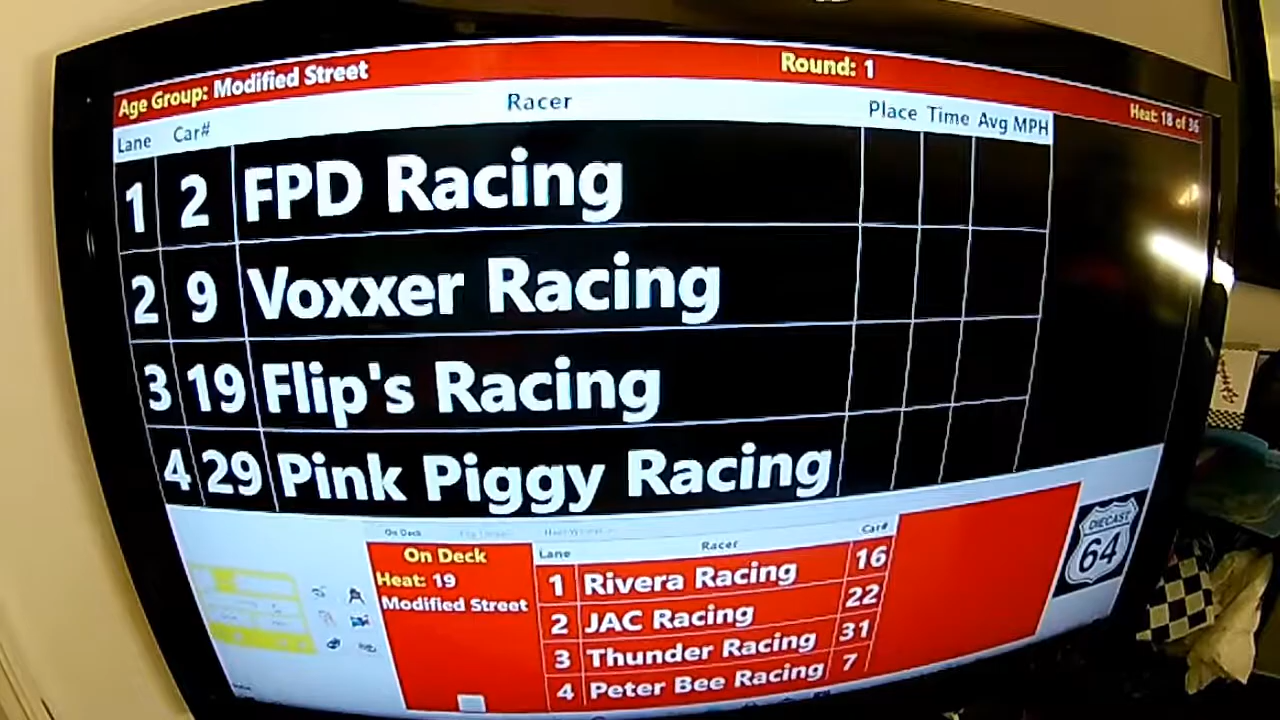 Age Group: Modified Street Round: 1 Heat: 18 of 36
Lane Car# Racer Place Time Avg MPH
1 2 FPD Racing
2 9 Voxxer Racing
3 19 Flip's Racing
4 29 Pink Piggy Racing
On Deck
On Deck
Heat: 19
Modified Street
Lane Racer Car#
1 Rivera Racing 16
2 JAC Racing 22
3 Thunder Racing 31
4 Peter Bee Racing 7
DIECAST
64